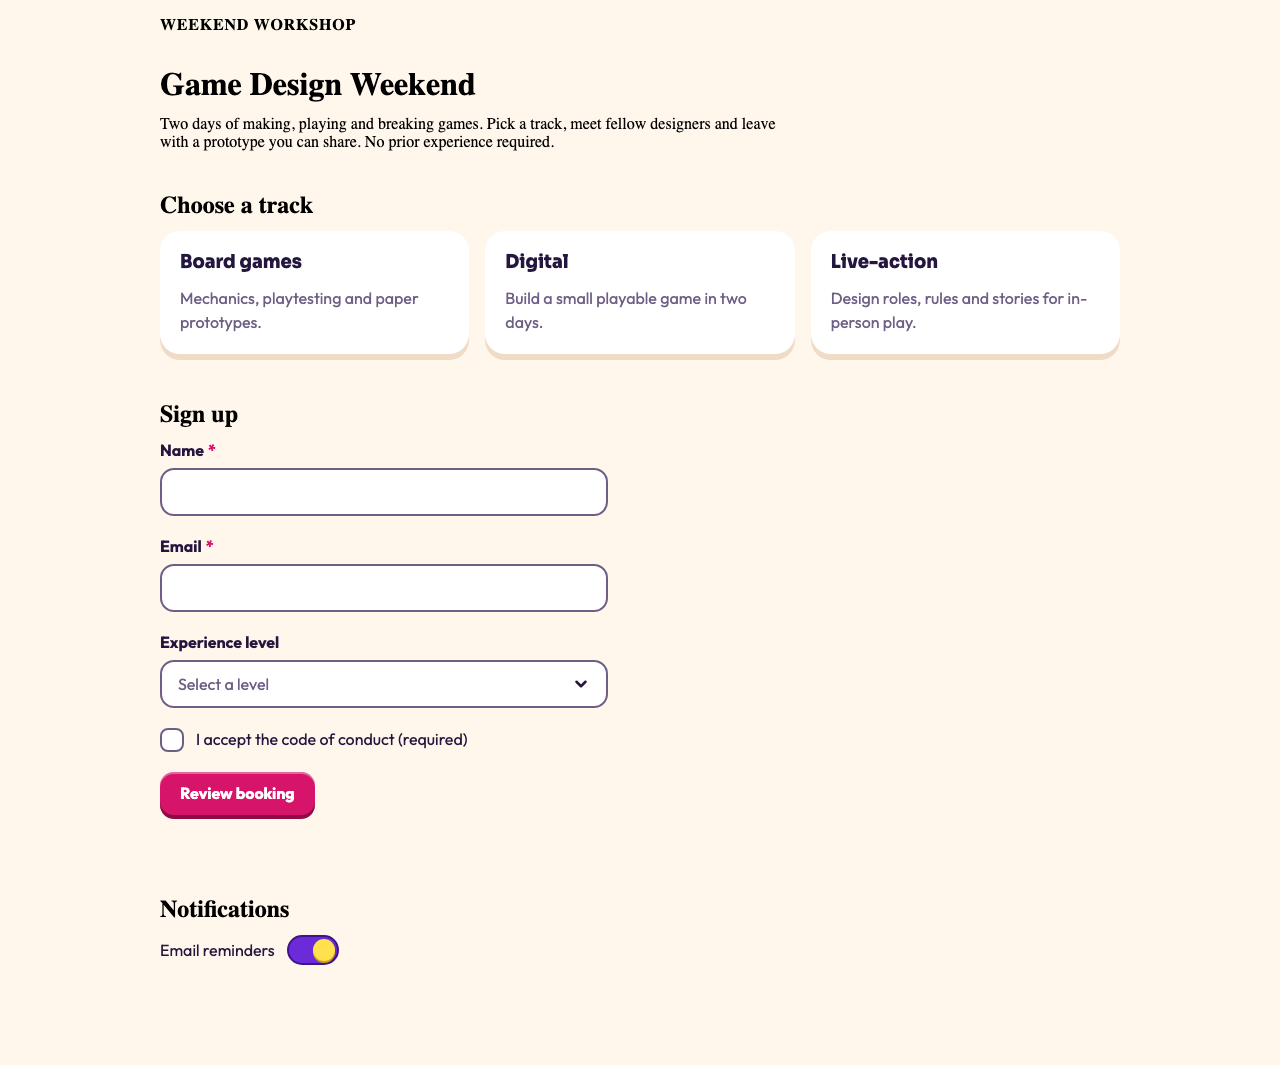 WEEKEND WORKSHOP
Game Design Weekend
Two days of making, playing and breaking games. Pick a track, meet fellow designers and leave
with a prototype you can share. No prior experience required.
Choose a track
Board games
Mechanics, playtesting and paper
prototypes.
Digital
Build a small playable game in two
days.
Live-action
Design roles, rules and stories for in-
person play.
Sign up
Name *
Email *
Experience level
Select a level
I accept the code of conduct (required)
Review booking
Notifications
Email reminders